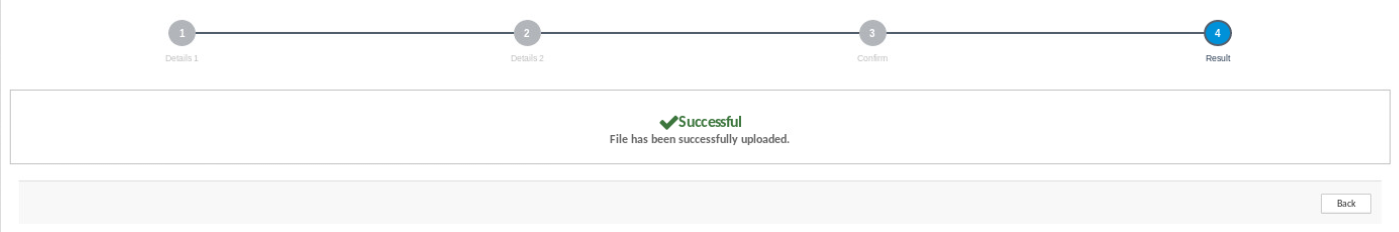 1 2 3 4
Details 1 Details 2 Confirm Result
Successful
File has been successfully uploaded.
Back